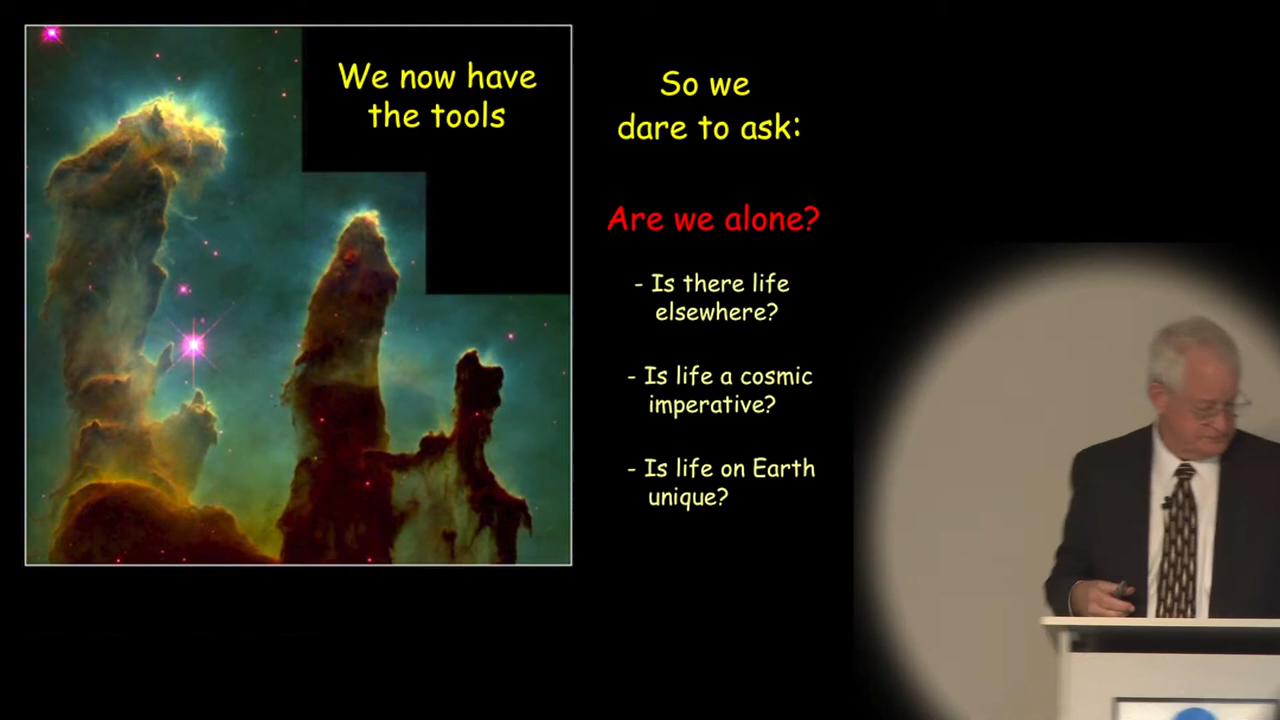 We now have
the tools
So we
dare to ask:
Are we alone?
- Is there life
elsewhere?
- Is life a cosmic
imperative?
- Is life on Earth
unique?